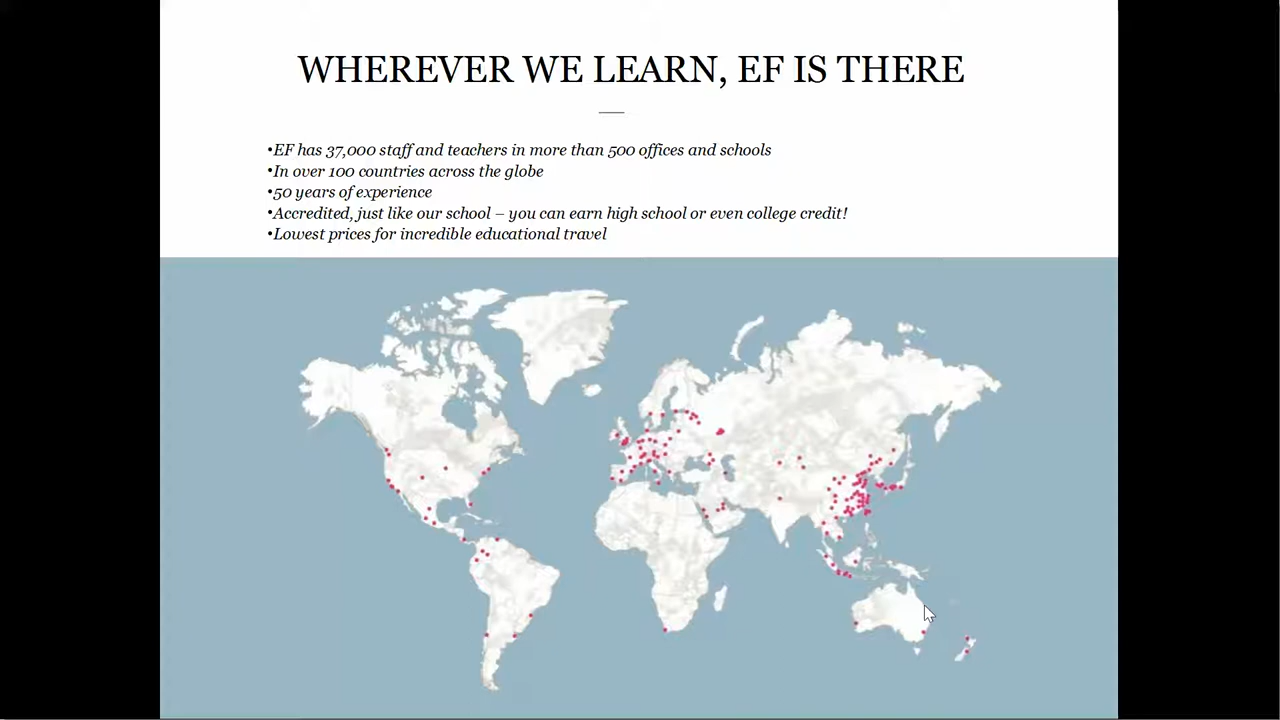 WHEREVER WE LEARN, EF IS THERE
•EF has 37,000 staff and teachers in more than 500 offices and schools
•In over 100 countries across the globe
•50 years of experience
•Accredited, just like our school – you can earn high school or even college credit!
•Lowest prices for incredible educational travel